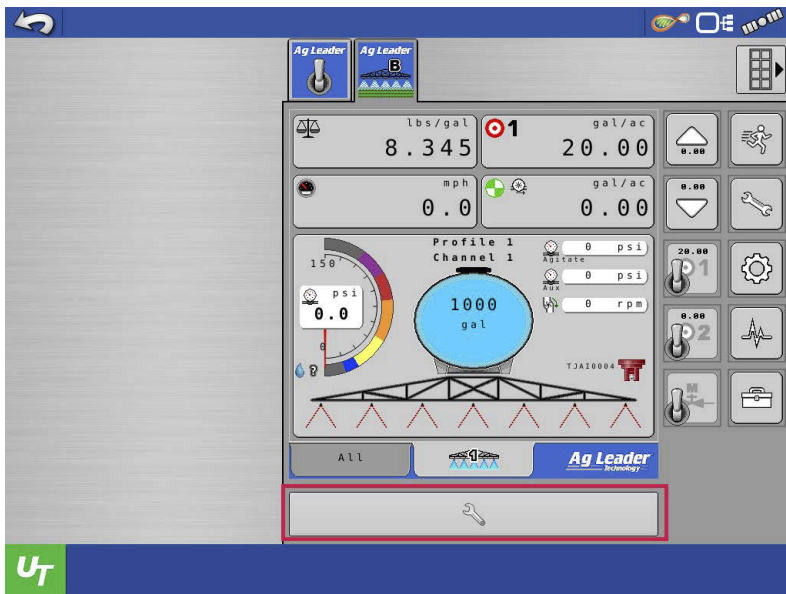 Ag Leader
Ag Leader
B
lbs/gal
8.345
1
gal/ac
20.00
mph
0.0
gal/ac
0.00
0.00
0.00
Profile 1
Channel 1
150
psi
0.0
0
?
1000
gal
0 psi
Agitate
0 psi
Aux
0 rpm
TJAI0004
20.00
1
0.00
2
M
All
1
Ag Leader
Technology
UT